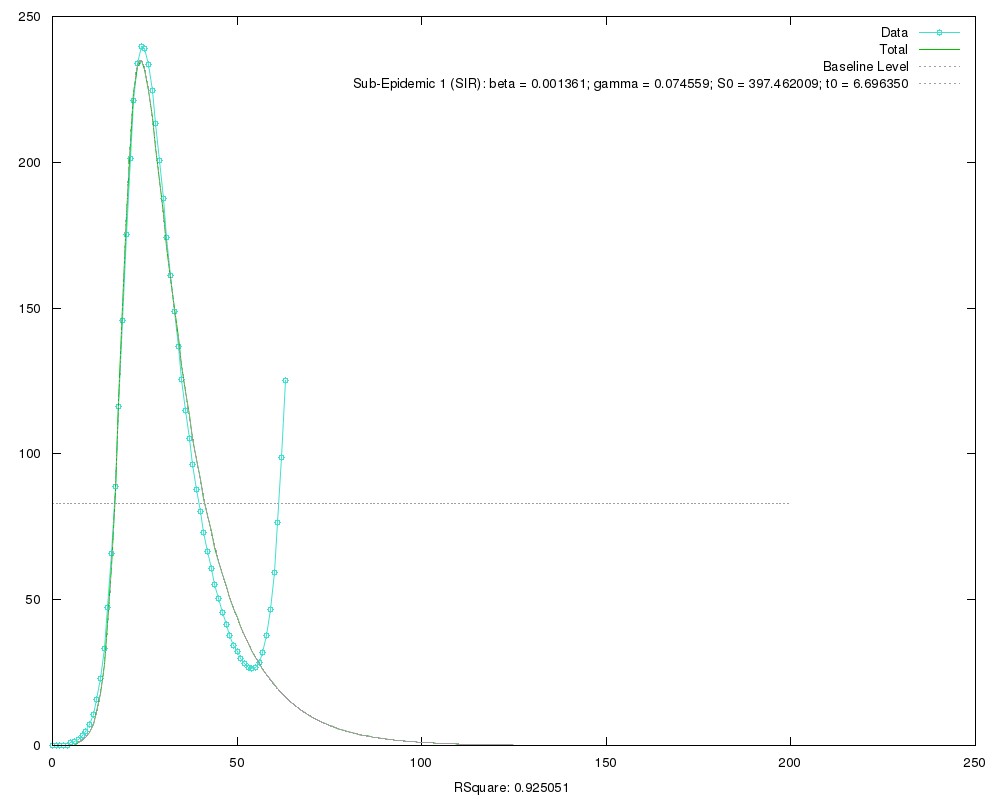 250
200
150
100
50
0
Data
Total
Baseline Level
Sub-Epidemic 1 (SIR): beta = 0.001361; gamma = 0.074559; S0 = 397.462009; t0 = 6.696350
0 50 100 150 200 250
RSquare: 0.925051